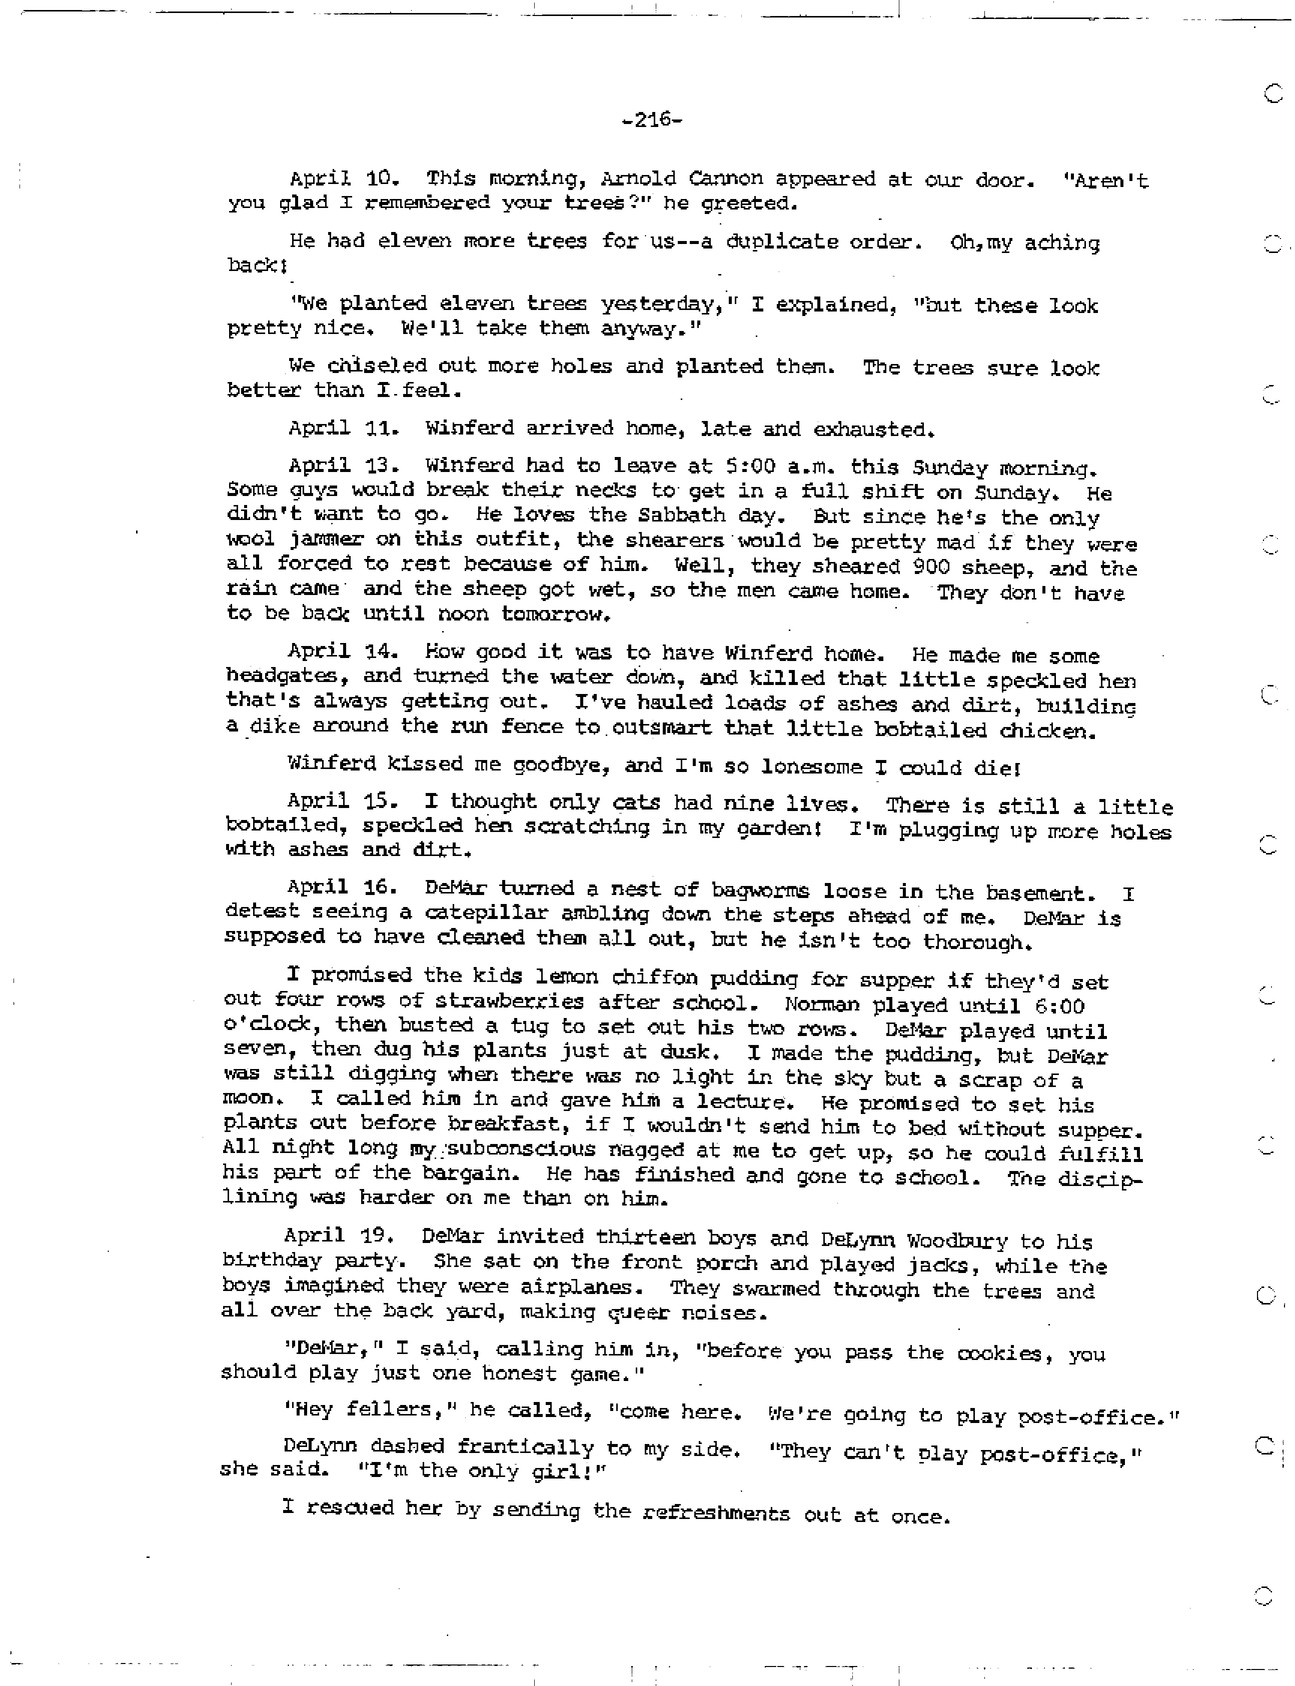 -216-
April 10. This morning, Arnold Cannon appeared at our door. "Aren't
you glad I remembered your trees?" he greeted.
He had eleven more trees for us--a duplicate order. Oh,my aching
back!
"We planted eleven trees yesterday," I explained, "but these look
pretty nice. We'll take them anyway."
We chiseled out more holes and planted them. The trees sure look
better than I feel.
April 11. Winferd arrived home, late and exhausted.
April 13. Winferd had to leave at 5:00 a.m. this Sunday morning.
Some guys would break their necks to get in a full shift on Sunday. He
didn't want to go. He loves the Sabbath day. But since he's the only
wool jammer on this outfit, the shearers would be pretty mad if they were
all forced to rest because of him. Well, they sheared 900 sheep, and the
rain came and the sheep got wet, so the men came home. They don't have
to be back until noon tomorrow.
April 14. How good it was to have Winferd home. He made me some
headgates, and turned the water down, and killed that little speckled hen
that's always getting out. I've hauled loads of ashes and dirt, building
a dike around the run fence to outsmart that little bobtailed chicken.
Winferd kissed me goodbye, and I'm so lonesome I could die!
April 15. I thought only cats had nine lives. There is still a little
bobtailed, speckled hen scratching in my garden! I'm plugging up more holes
with ashes and dirt.
April 16. DeMar turned a nest of bagworms loose in the basement. I
detest seeing a catepillar ambling down the steps ahead of me. DeMar is
supposed to have cleaned them all out, but he isn't too thorough.
I promised the kids lemon chiffon pudding for supper if they'd set
out four rows of strawberries after school. Norman played until 6:00
o'clock, then busted a tug to set out his two rows. DeMar played until
seven, then dug his plants just at dusk. I made the pudding, but DeMar
was still digging when there was no light in the sky but a scrap of a
moon. I called him in and gave him a lecture. He promised to set his
plants out before breakfast, if I wouldn't send him to bed without supper.
All night long my subconscious nagged at me to get up, so he could fulfill
his part of the bargain. He has finished and gone to school. The discip-
lining was harder on me than on him.
April 19. DeMar invited thirteen boys and DeLynn Woodbury to his
birthday party. She sat on the front porch and played jacks, while the
boys imagined they were airplanes. They swarmed through the trees and
all over the back yard, making queer noises.
"DeMar," I said, calling him in, "before you pass the cookies, you
should play just one honest game."
"Hey fellers," he called, "come here. We're going to play post-office."
DeLynn dashed frantically to my side. "They can't play post-office,"
she said. "I'm the only girl!"
I rescued her by sending the refreshments out at once.